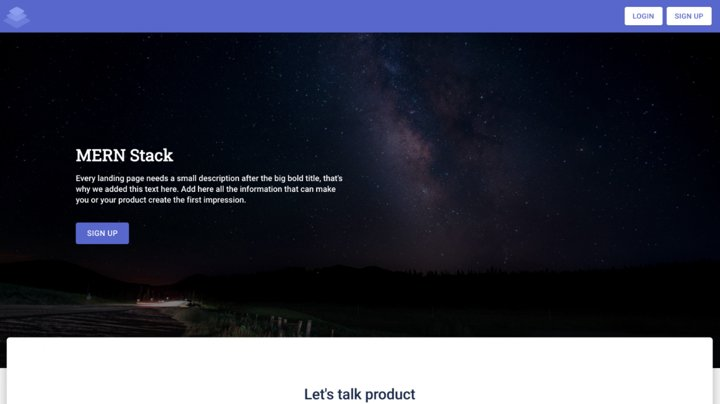 LOGIN
SIGN UP
MERN Stack
Every landing page needs a small description after the big bold title, that's
why we added this text here. Add here all the information that can make
you or your product create the first impression.
SIGN UP
Let's talk product